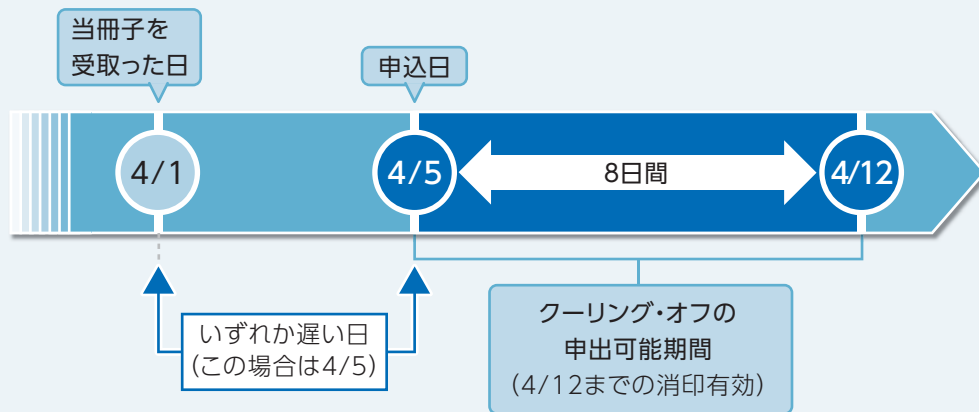 当冊子を
受取った日
申込日
4/1
4/5
8日間
4/12
いずれか遅い日
(この場合は4/5)
クーリング・オフの
申出可能期間
(4/12までの消印有効)